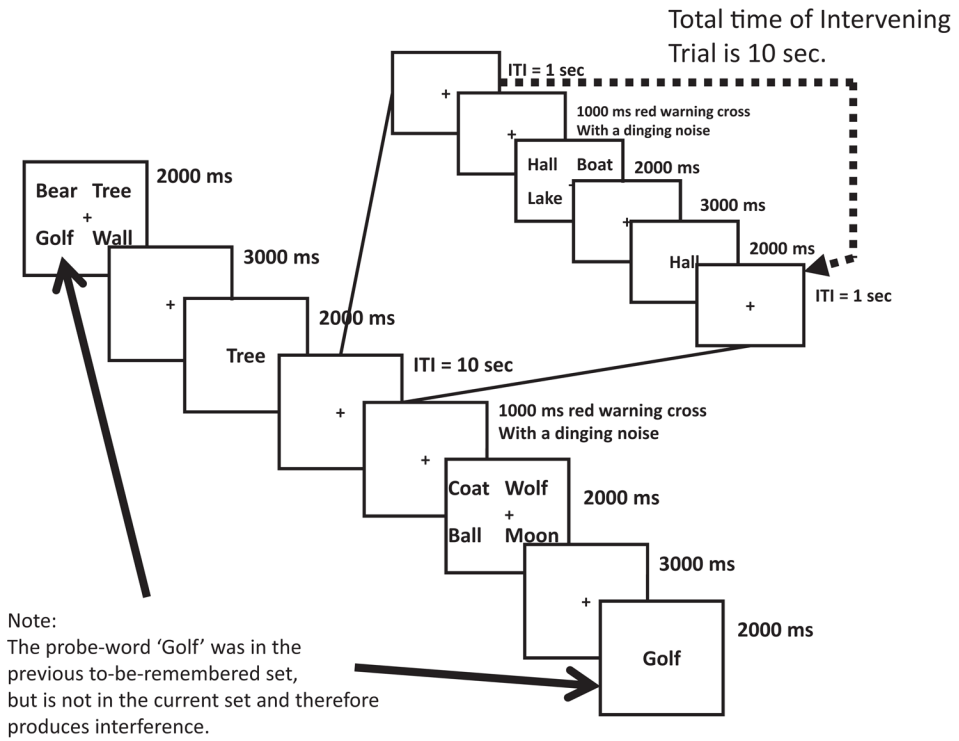 Total time of Intervening
Trial is 10 sec.
ITI = 1 sec
+
1000 ms red warning cross
With a dinging noise
+
Hall Boat
Lake
2000 ms
+
3000 ms
Hall
2000 ms
+
ITI = 1 sec
Bear Tree
+
Golf Wall
2000 ms
+
3000 ms
Tree
2000 ms
+
ITI = 10 sec
+
1000 ms red warning cross
With a dinging noise
Coat Wolf
+
Ball Moon
2000 ms
+
3000 ms
Golf
2000 ms
Note:
The probe-word ‘Golf’ was in the
previous to-be-remembered set,
but is not in the current set and therefore
produces interference.